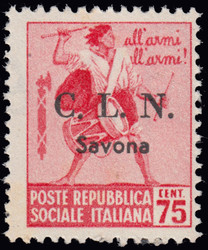 all'armi
all'armi!
C. L. N.
Savona
POSTE REPUBBLICA
SOCIALE ITALIANA
CENT.
75